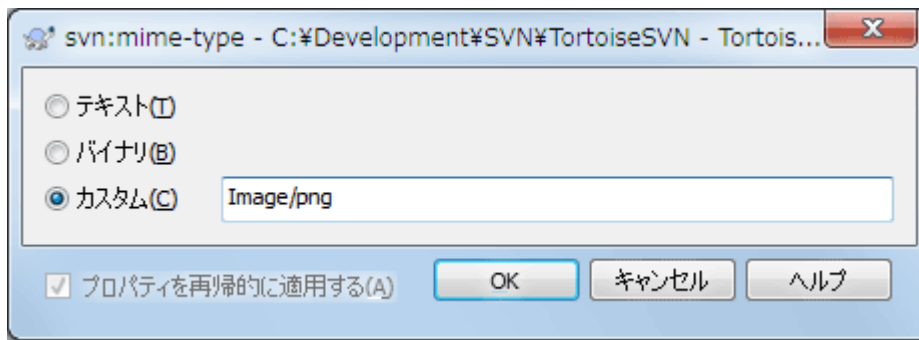 svn:mime-type - C:¥Development¥SVN¥TortoiseSVN - Tortois...
テキスト(T)
バイナリ(B)
カスタム(C) Image/png
プロパティを再帰的に適用する(A) OK キャンセル ヘルプ